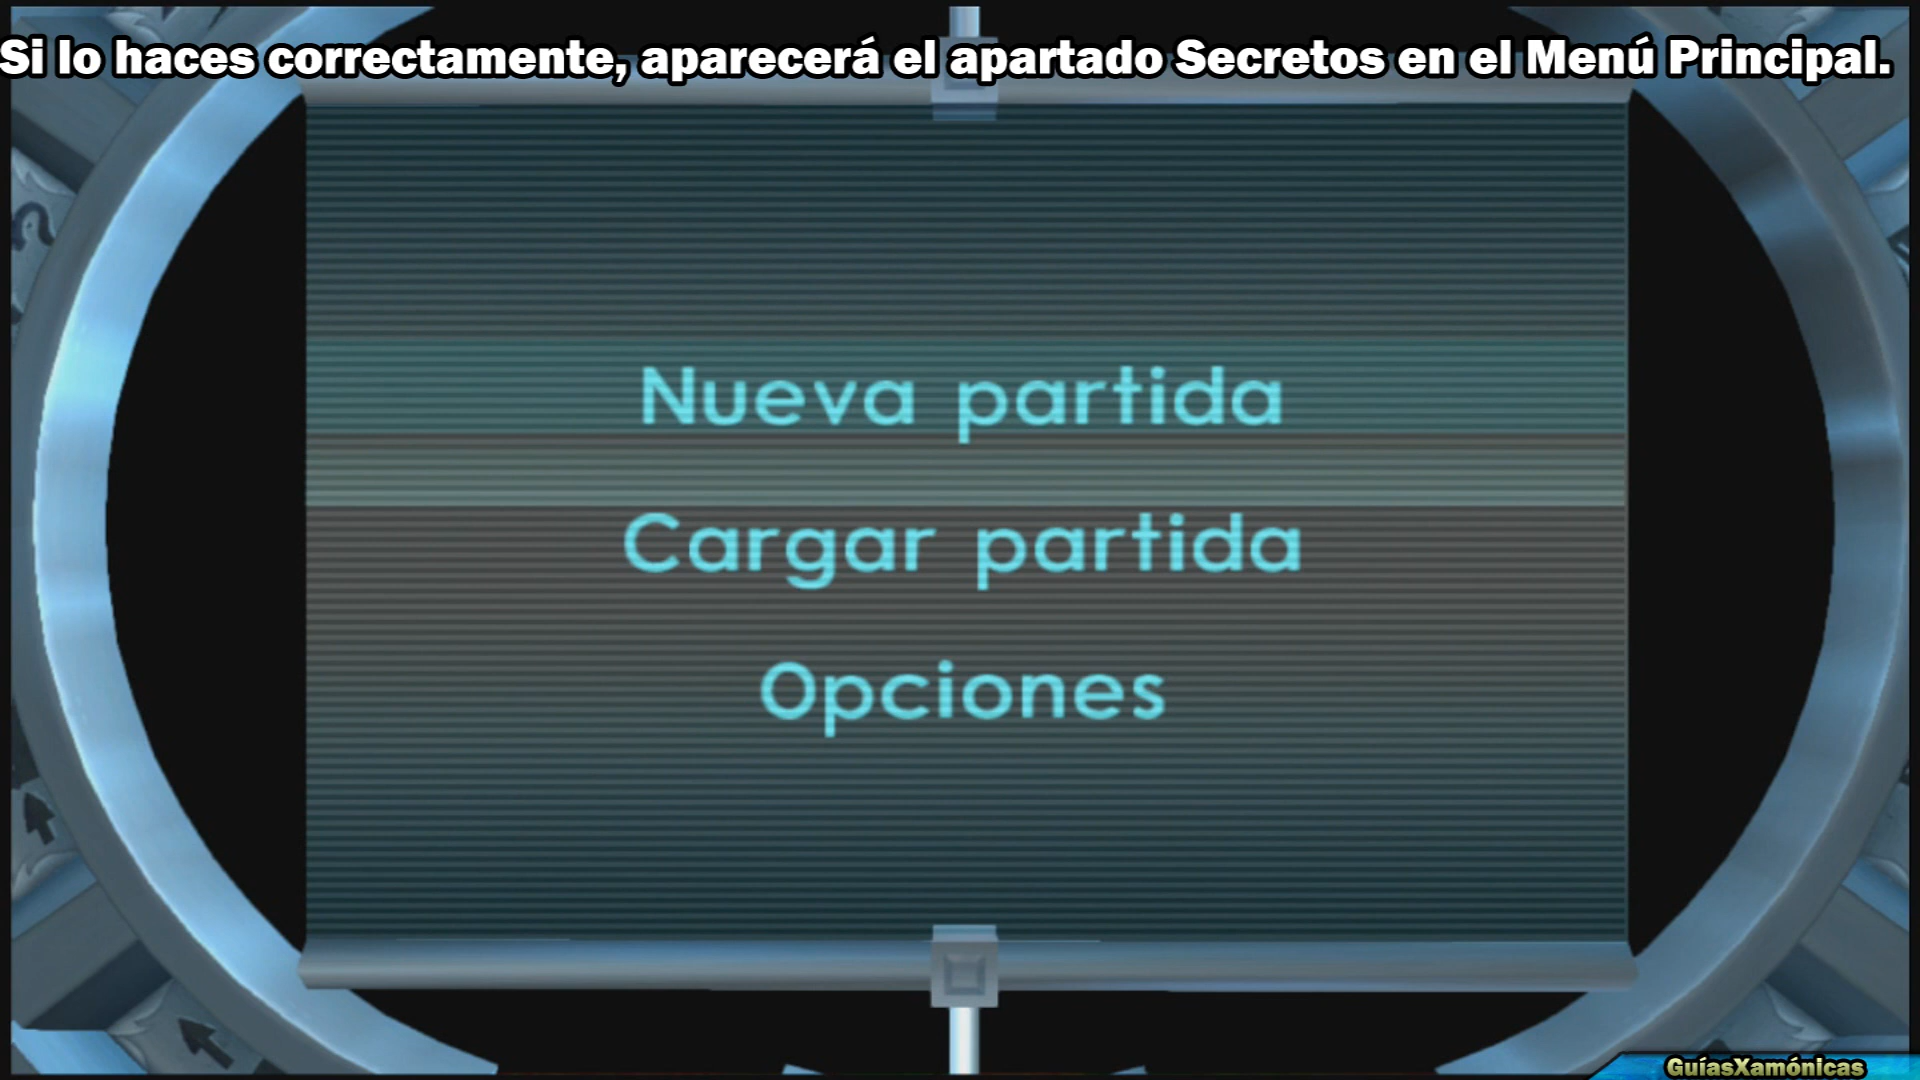 Si lo haces correctamente, aparecerá el apartado Secretos en el Menú Principal.
Nueva partida
Cargar partida
Opciones
GuíasXamónicas